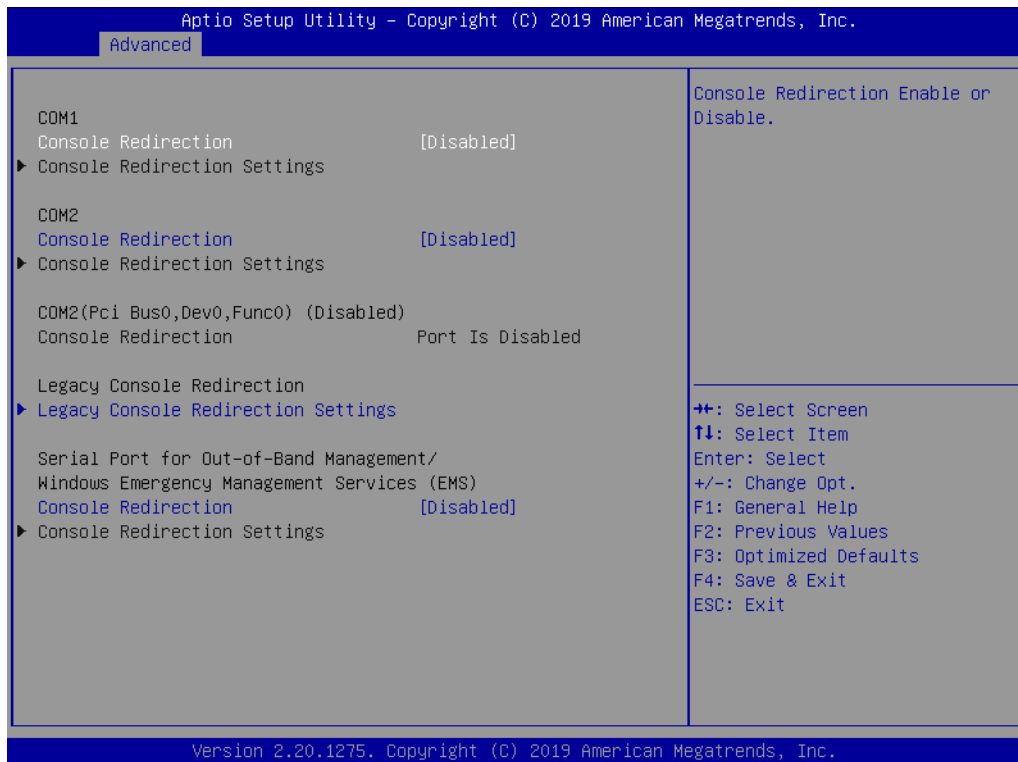 Aptio Setup Utility – Copyright (C) 2019 American Megatrends, Inc.
Advanced
COM1
Console Redirection [Disabled]
▶ Console Redirection Settings
COM2
Console Redirection [Disabled]
▶ Console Redirection Settings
COM2(Pci Bus0,Dev0,Func0) (Disabled)
Console Redirection Port Is Disabled
Legacy Console Redirection
▶ Legacy Console Redirection Settings
Serial Port for Out-of-Band Management/
Windows Emergency Management Services (EMS)
Console Redirection [Disabled]
▶ Console Redirection Settings
Console Redirection Enable or
Disable.
→←: Select Screen
↑↓: Select Item
Enter: Select
+/-: Change Opt.
F1: General Help
F2: Previous Values
F3: Optimized Defaults
F4: Save & Exit
ESC: Exit
Version 2.20.1275. Copyright (C) 2019 American Megatrends, Inc.